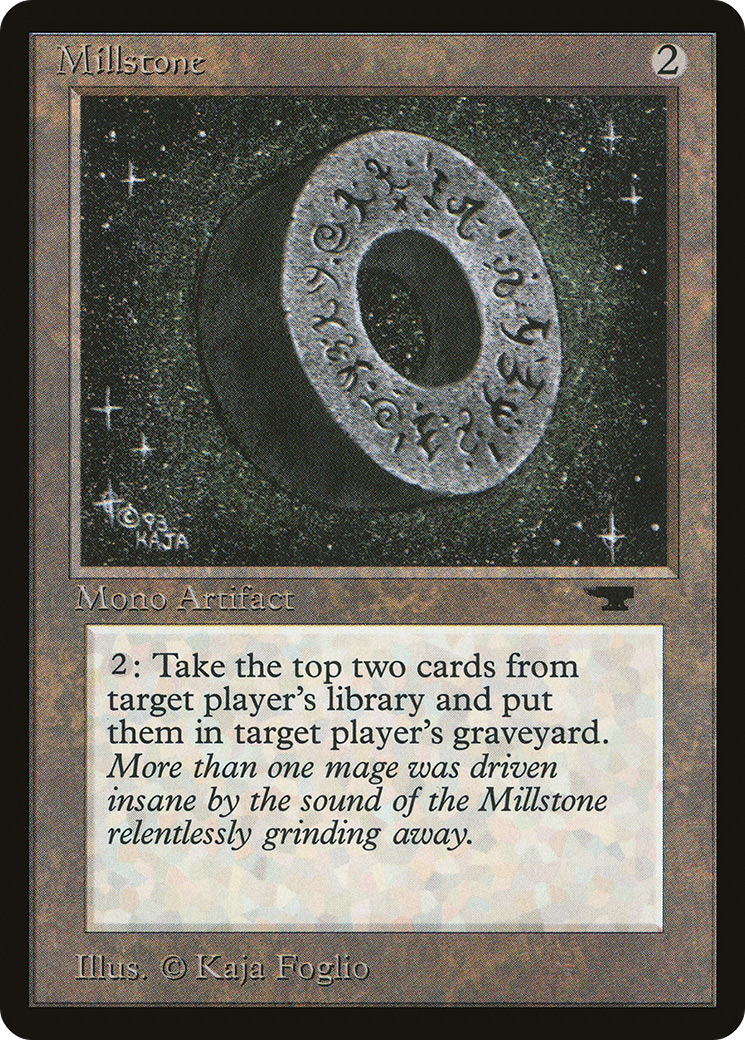 Millstone
2
©93
KAJA
Mono Artifact
2: Take the top two cards from
target player's library and put
them in target player's graveyard.
More than one mage was driven
insane by the sound of the Millstone
relentlessly grinding away.
Illus. © Kaja Foglio